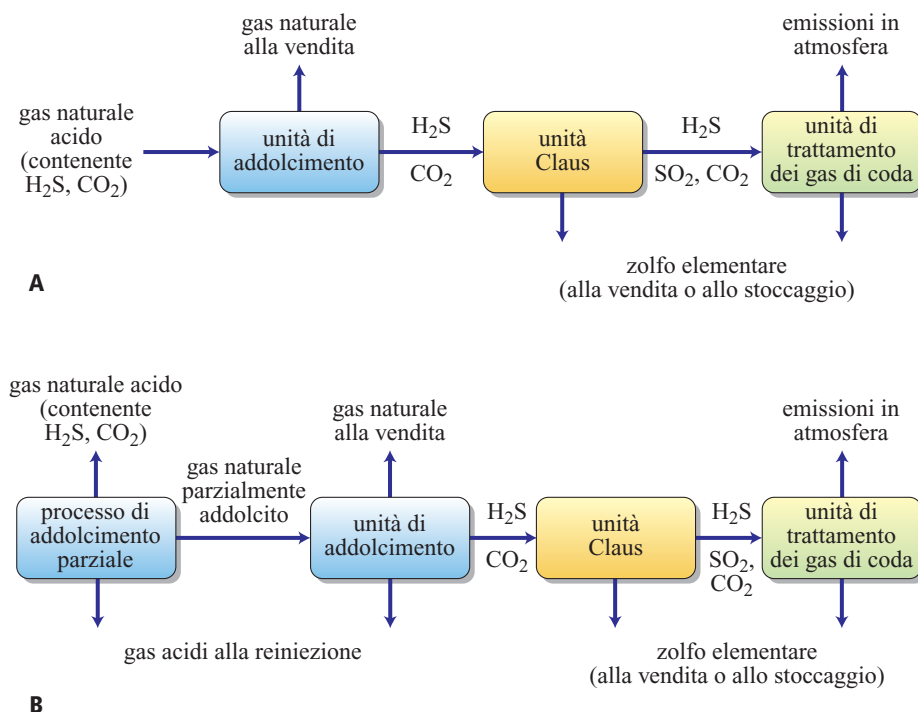 gas naturale
alla vendita
emissioni in
atmosfera
gas naturale
acido
(contenente
H₂S, CO₂)
unità di
addolcimento
H₂S
CO₂
unità
Claus
H₂S
SO₂, CO₂
unità di
trattamento
dei gas di coda
zolfo elementare
(alla vendita o allo stoccaggio)
A
gas naturale acido
(contenente
H₂S, CO₂)
gas naturale
parzialmente
addolcito
gas naturale
alla vendita
emissioni in
atmosfera
processo di
addolcimento
parziale
unità di
addolcimento
H₂S
CO₂
unità
Claus
H₂S
SO₂,
CO₂
unità di
trattamento
dei gas di coda
gas acidi alla reiniezione
zolfo elementare
(alla vendita o allo stoccaggio)
B